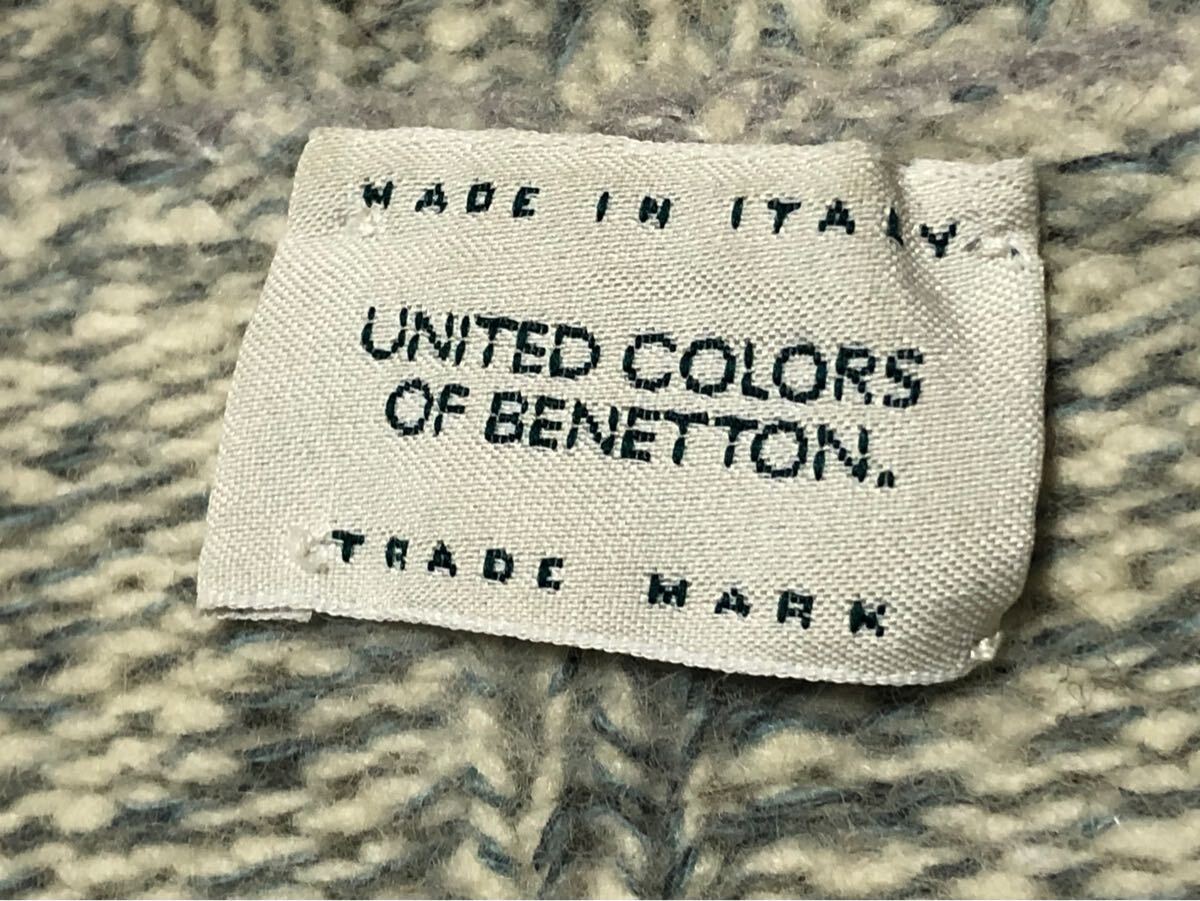 MADE IN ITALY
UNITED COLORS
OF BENETTON.
TRADE MARK